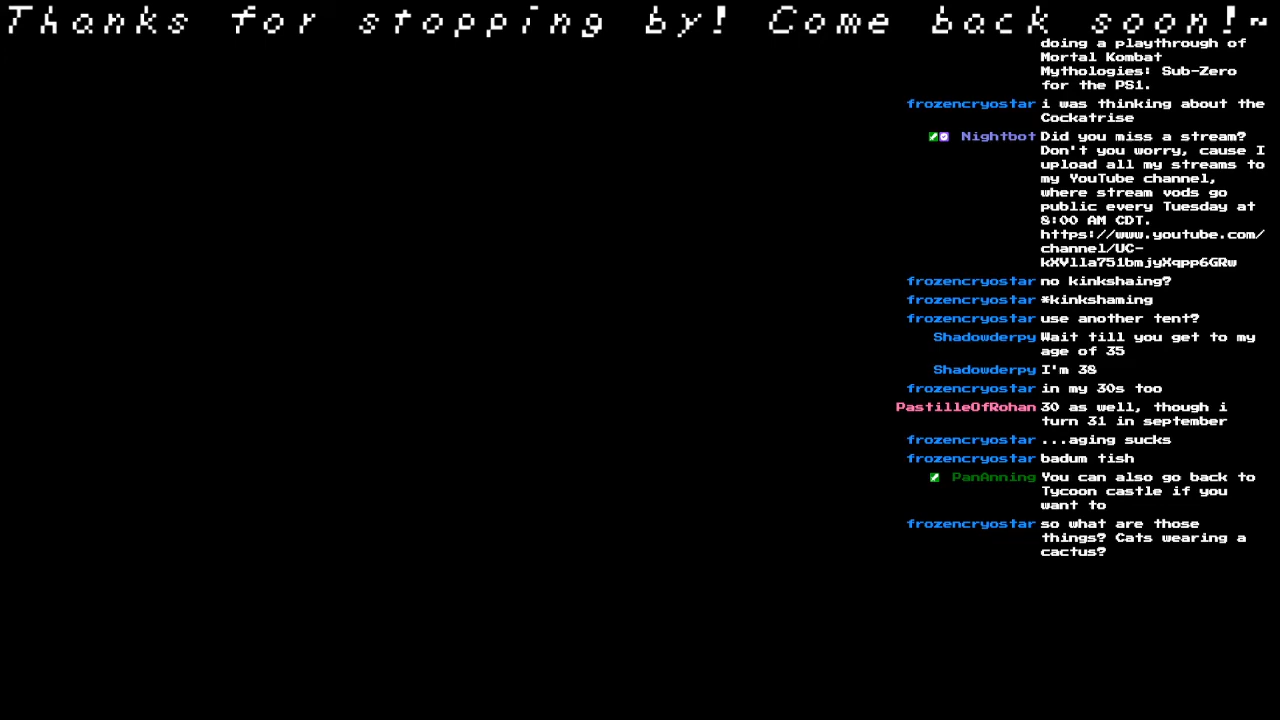 Thanks for stopping by! Come back soon!~
doing a playthrough of
Mortal Kombat
Mythologies: Sub-Zero
for the PS1.
frozencryostar i was thinking about the
Cockatrise
Nightbot Did you miss a stream?
Don't you worry, cause I
upload all my streams to
my YouTube channel,
where stream vods go
public every Tuesday at
8:00 AM CDT.
https://www.youtube.com/
channel/UC-
kXVlla751bmjyXqpp6GRw
frozencryostar no kinkshaing?
frozencryostar *kinkshaming
frozencryostar use another tent?
Shadowderpy Wait till you get to my
age of 35
Shadowderpy I'm 38
frozencryostar in my 30s too
PastilleOfRohan 30 as well, though i
turn 31 in september
frozencryostar ...aging sucks
frozencryostar badum tish
PanAnning You can also go back to
Tycoon castle if you
want to
frozencryostar so what are those
things? Cats wearing a
cactus?